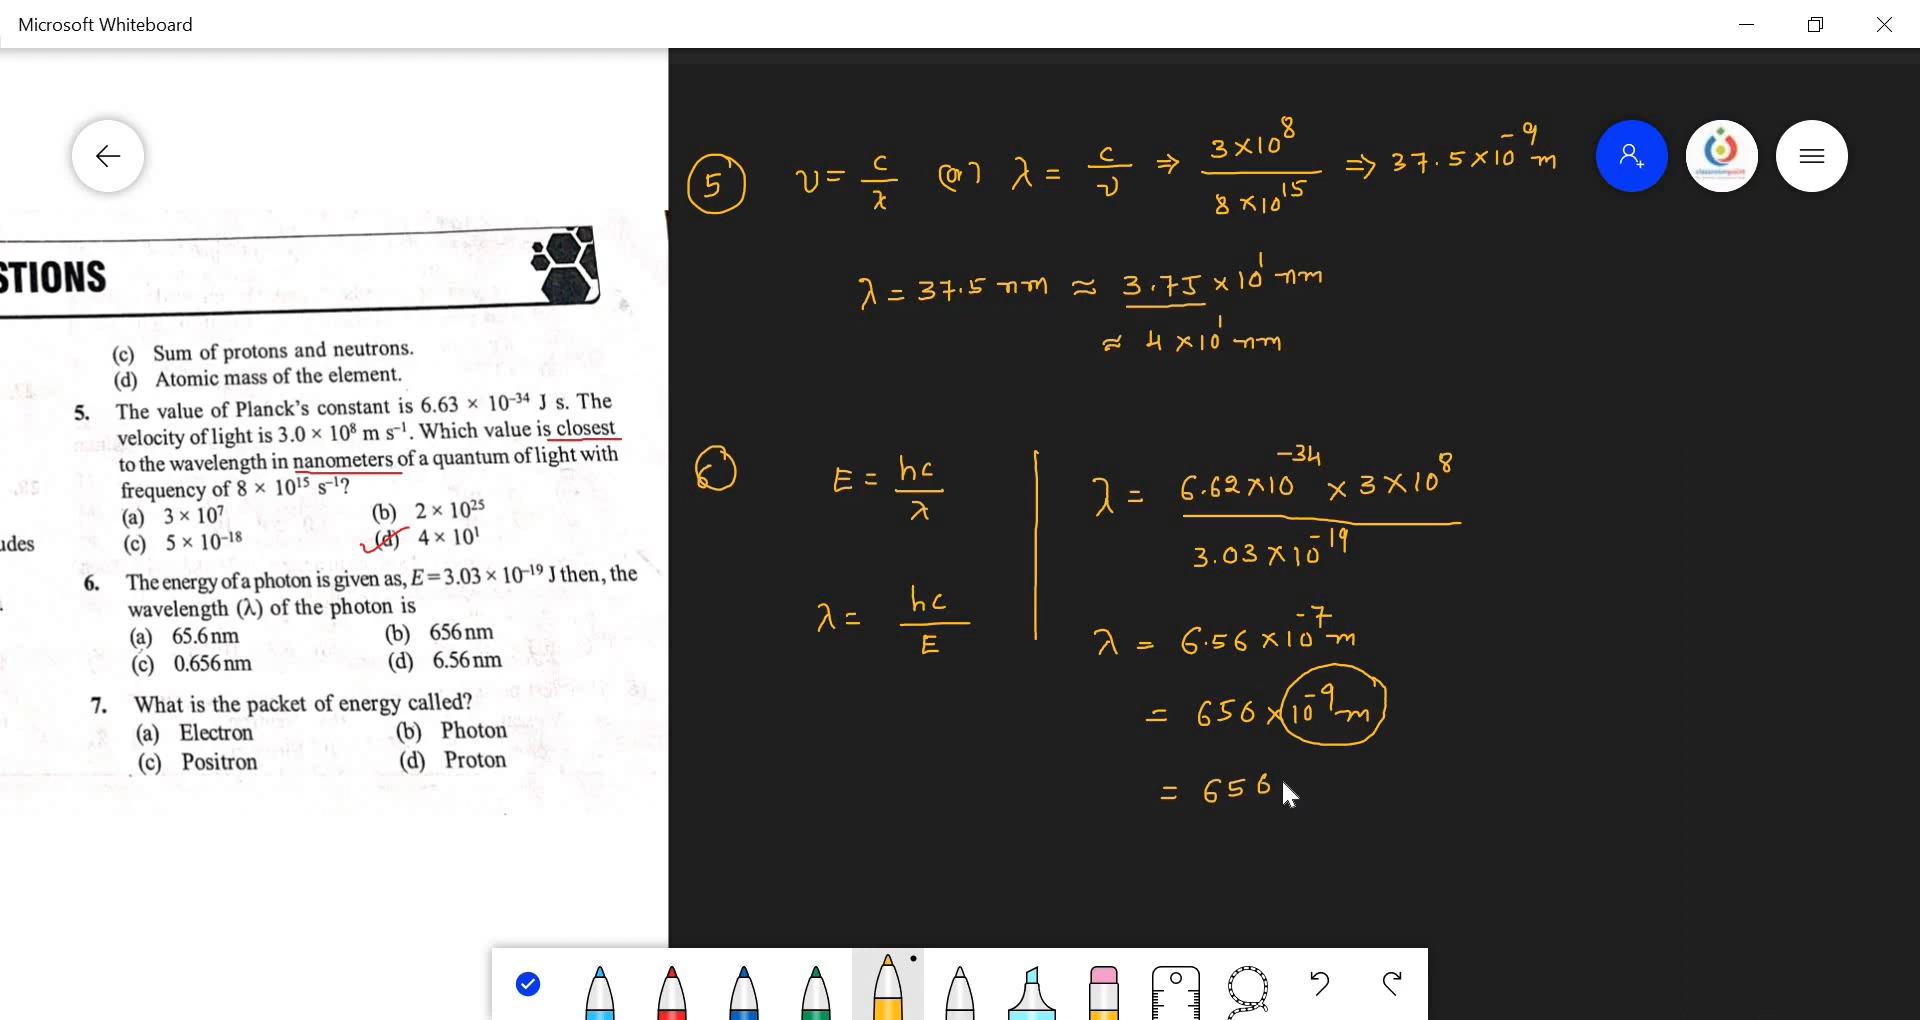 Microsoft Whiteboard
STIONS
(c) Sum of protons and neutrons.
(d) Atomic mass of the element.
5. The value of Planck's constant is 6.63 × 10⁻³⁴ J s. The
velocity of light is 3.0 × 10⁸ m s⁻¹. Which value is closest
to the wavelength in nanometers of a quantum of light with
frequency of 8 × 10¹⁵ s⁻¹?
(a) 3 × 10⁷ (b) 2 × 10²⁵
(c) 5 × 10⁻¹⁸ (d) 4 × 10¹
udes
6. The energy of a photon is given as, E = 3.03 × 10⁻¹⁹ J then, the
wavelength (λ) of the photon is
(a) 65.6 nm (b) 656 nm
(c) 0.656 nm (d) 6.56 nm
7. What is the packet of energy called?
(a) Electron (b) Photon
(c) Positron (d) Proton
5 ν = c/λ (or) λ = c/ν ⇒ 3×10⁸ / 8×10¹⁵ ⇒ 37.5×10⁻⁹ m
λ = 37.5 nm ≈ 3.75 × 10¹ nm
≈ 4 × 10¹ nm
6 E = hc/λ
λ = hc/E
λ = 6.62×10⁻³⁴ × 3×10⁸ / 3.03×10⁻¹⁹
λ = 6.56 × 10⁻⁷ m
= 656 × 10⁻⁹ m
= 656